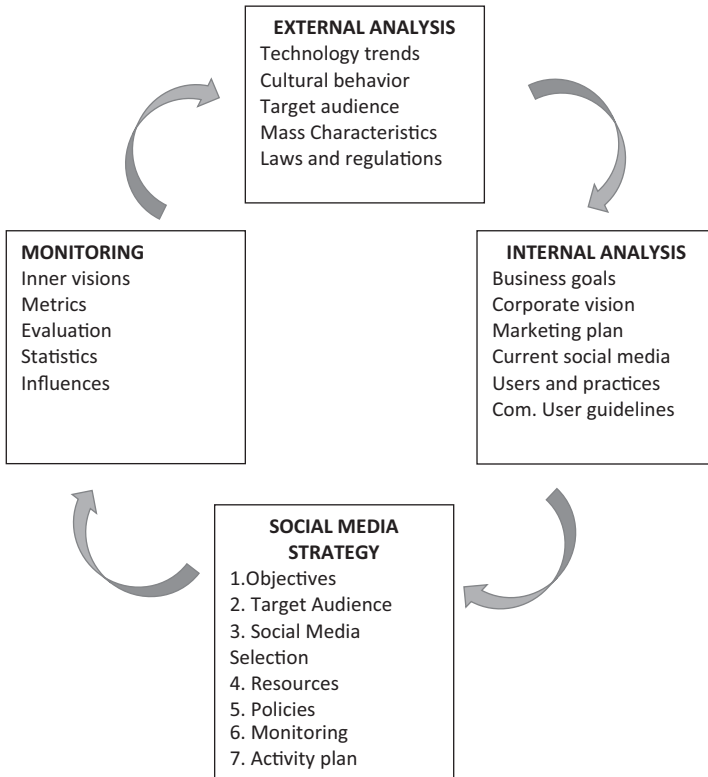 EXTERNAL ANALYSIS
Technology trends
Cultural behavior
Target audience
Mass Characteristics
Laws and regulations
MONITORING
Inner visions
Metrics
Evaluation
Statistics
Influences
INTERNAL ANALYSIS
Business goals
Corporate vision
Marketing plan
Current social media
Users and practices
Com. User guidelines
SOCIAL MEDIA
STRATEGY
1.Objectives
2. Target Audience
3. Social Media
Selection
4. Resources
5. Policies
6. Monitoring
7. Activity plan